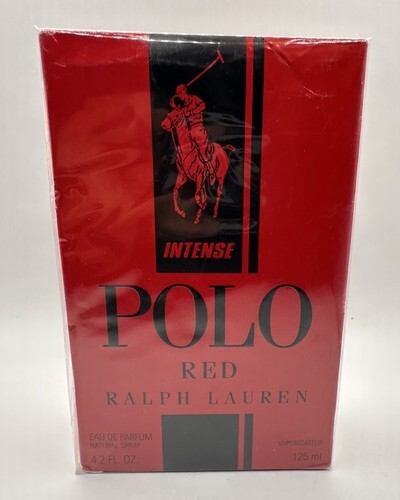 INTENSE
POLO
RED
RALPH LAUREN
EAU DE PARFUM
NATURAL SPRAY
VAPORISATEUR
4.2 FL. OZ.
125 ml